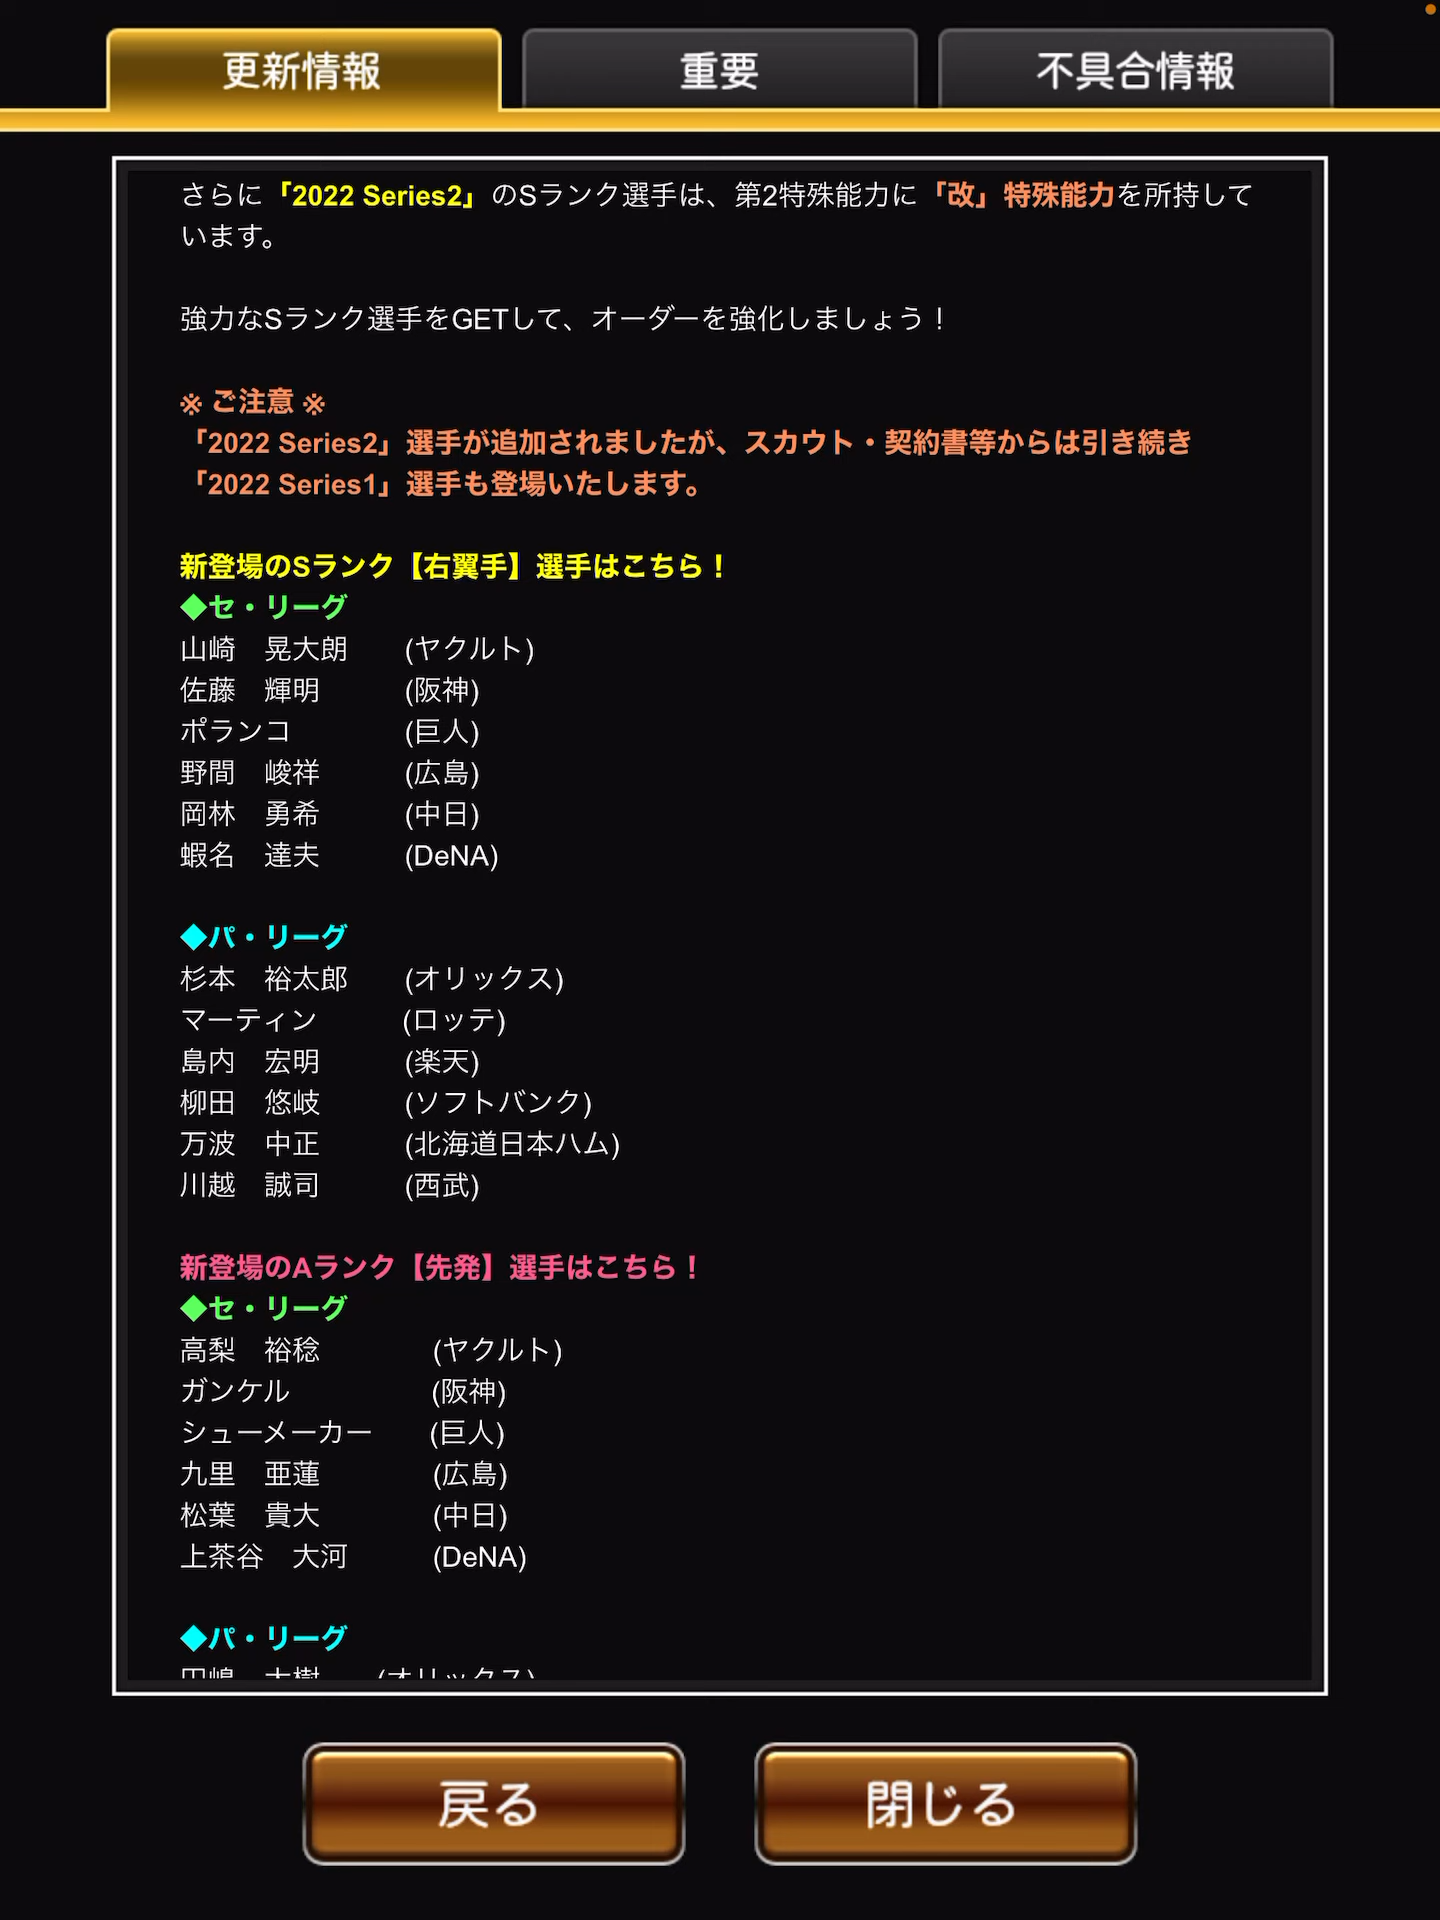 更新情報
重要
不具合情報
さらに「2022 Series2」のSランク選手は、第2特殊能力に「改」特殊能力を所持して
います。
強力なSランク選手をGETして、オーダーを強化しましょう！
※ ご注意 ※
「2022 Series2」選手が追加されましたが、スカウト・契約書等からは引き続き
「2022 Series1」選手も登場いたします。
新登場のSランク【右翼手】選手はこちら！
◆セ・リーグ
山崎　晃大朗　　(ヤクルト)
佐藤　輝明　　　(阪神)
ポランコ　　　　(巨人)
野間　峻祥　　　(広島)
岡林　勇希　　　(中日)
蝦名　達夫　　　(DeNA)
◆パ・リーグ
杉本　裕太郎　　(オリックス)
マーティン　　　(ロッテ)
島内　宏明　　　(楽天)
柳田　悠岐　　　(ソフトバンク)
万波　中正　　　(北海道日本ハム)
川越　誠司　　　(西武)
新登場のAランク【先発】選手はこちら！
◆セ・リーグ
高梨　裕稔　　　　(ヤクルト)
ガンケル　　　　　(阪神)
シューメーカー　　(巨人)
九里　亜蓮　　　　(広島)
松葉　貴大　　　　(中日)
上茶谷　大河　　　(DeNA)
◆パ・リーグ
田嶋　大樹　　(オリックス)
戻る
閉じる